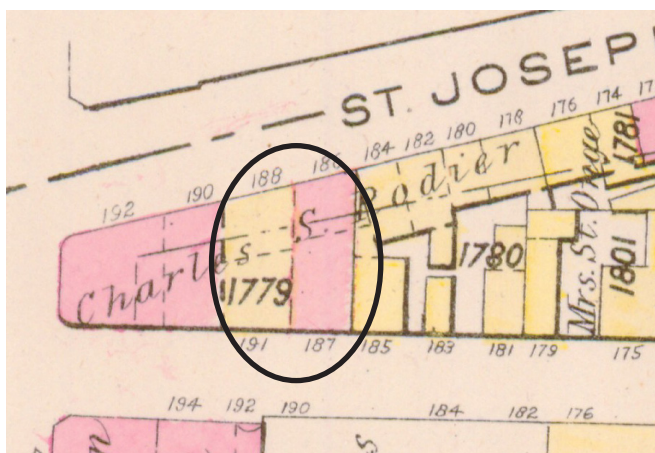 ST. JOSEP
192 190 188 186 184 182 180 178 176 174
Charles S. Rodier
Mrs. St. Onge
1779 1780 1781 1801
191 187 185 183 181 179 175
194 192 190 184 182 176